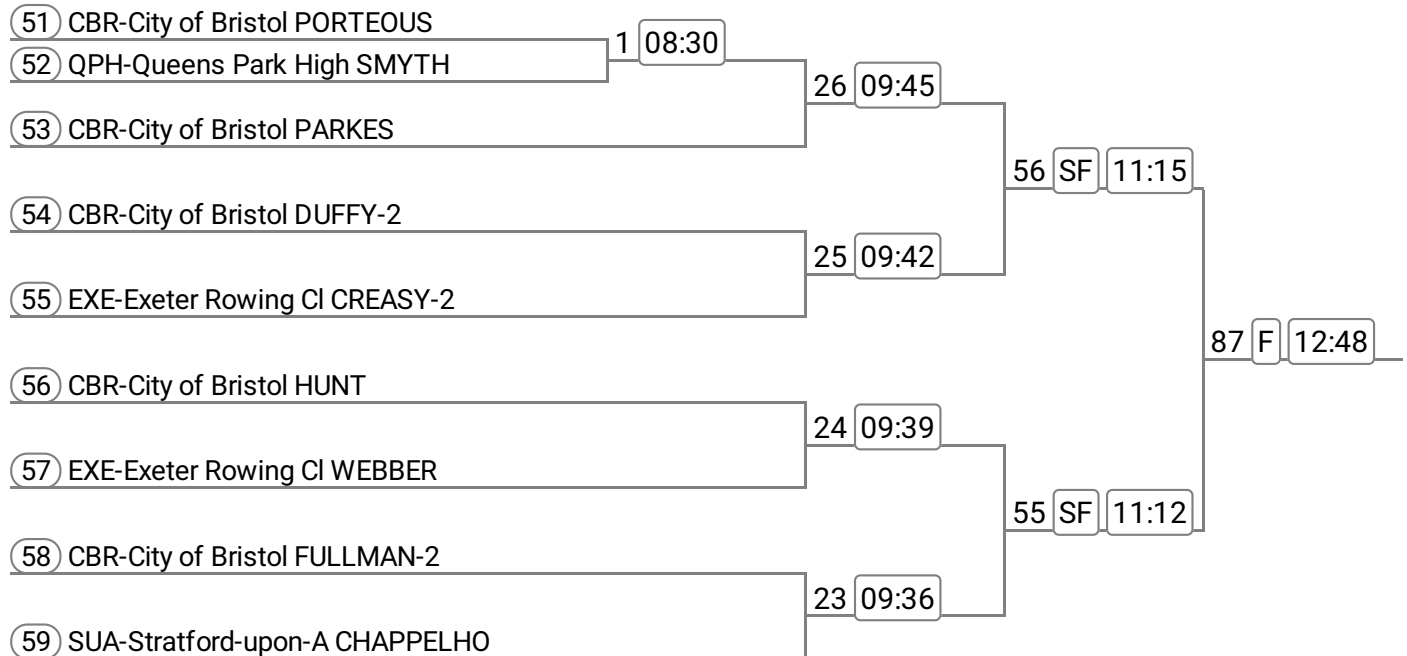 51 CBR-City of Bristol PORTEOUS
1 08:30
52 QPH-Queens Park High SMYTH
26 09:45
53 CBR-City of Bristol PARKES
56 SF 11:15
54 CBR-City of Bristol DUFFY-2
25 09:42
55 EXE-Exeter Rowing Cl CREASY-2
87 F 12:48
56 CBR-City of Bristol HUNT
24 09:39
57 EXE-Exeter Rowing Cl WEBBER
55 SF 11:12
58 CBR-City of Bristol FULLMAN-2
23 09:36
59 SUA-Stratford-upon-A CHAPPELHO